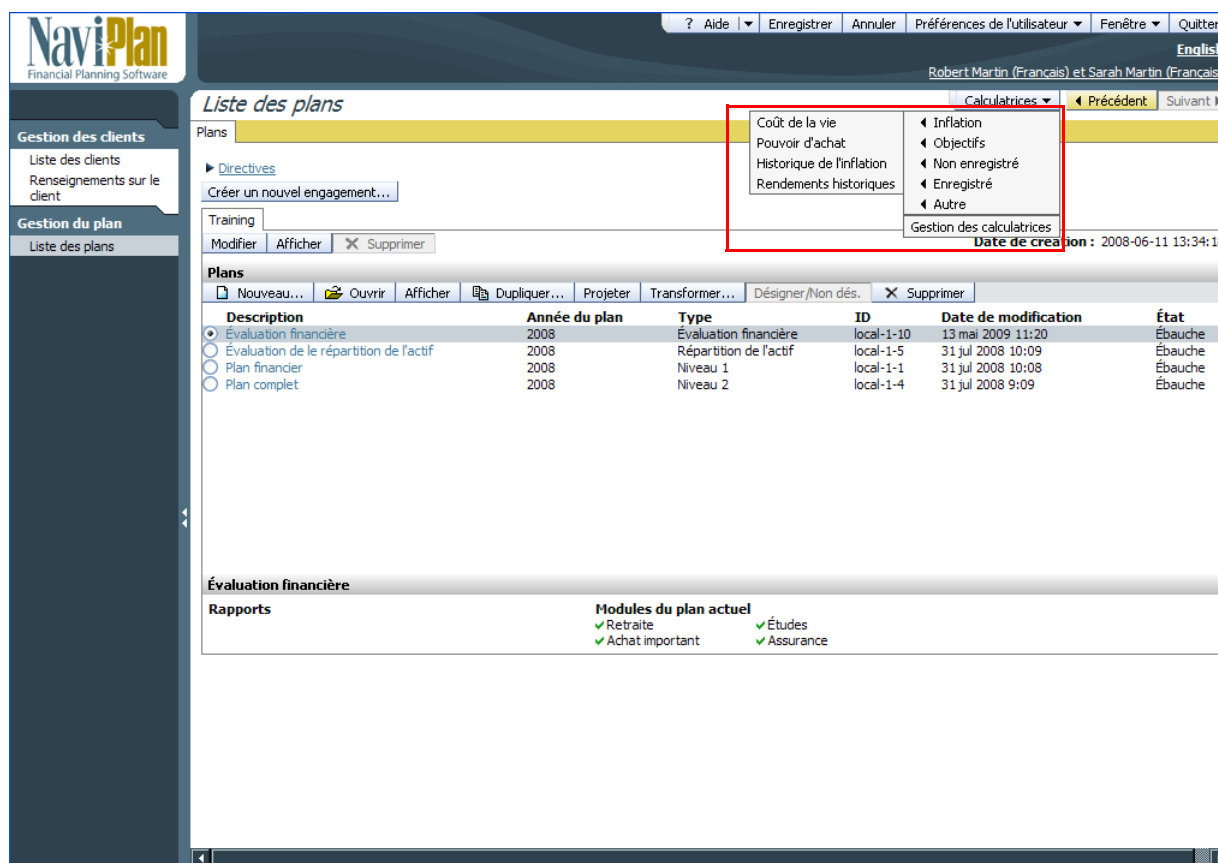 NaviPlan
Financial Planning Software
? Aide Enregistrer Annuler Préférences de l'utilisateur Fenêtre Quitter
English
Robert Martin (Français) et Sarah Martin (Français
Liste des plans
Calculatrices Précédent Suivant
Gestion des clients
Liste des clients
Renseignements sur le
client
Gestion du plan
Liste des plans
Plans
Coût de la vie
Pouvoir d'achat
Historique de l'inflation
Rendements historiques
Inflation
Objectifs
Non enregistré
Enregistré
Autre
Gestion des calculatrices
Directives
Créer un nouvel engagement...
Training
Modifier Afficher Supprimer
Date de création : 2008-06-11 13:34:1
Plans
Nouveau... Ouvrir Afficher Dupliquer... Projeter Transformer... Désigner/Non dés. Supprimer
Description Année du plan Type ID Date de modification État
Évaluation financière 2008 Évaluation financière local-1-10 13 mai 2009 11:20 Ébauche
Évaluation de le répartition de l'actif 2008 Répartition de l'actif local-1-5 31 jul 2008 10:09 Ébauche
Plan financier 2008 Niveau 1 local-1-1 31 jul 2008 10:08 Ébauche
Plan complet 2008 Niveau 2 local-1-4 31 jul 2008 9:09 Ébauche
Évaluation financière
Rapports Modules du plan actuel
Retraite Études
Achat important Assurance